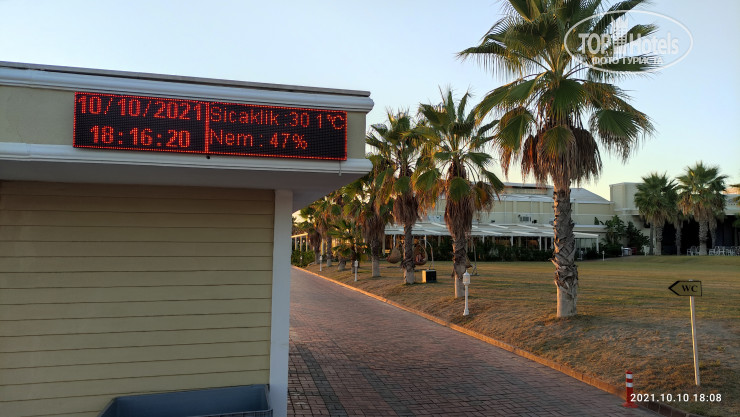 TOPHotels
ФОТО ТУРИСТА
10/10/2021 Sicaklik:30 1℃
18:16:20 Nem : 47%
WC
2021.10.10 18:08